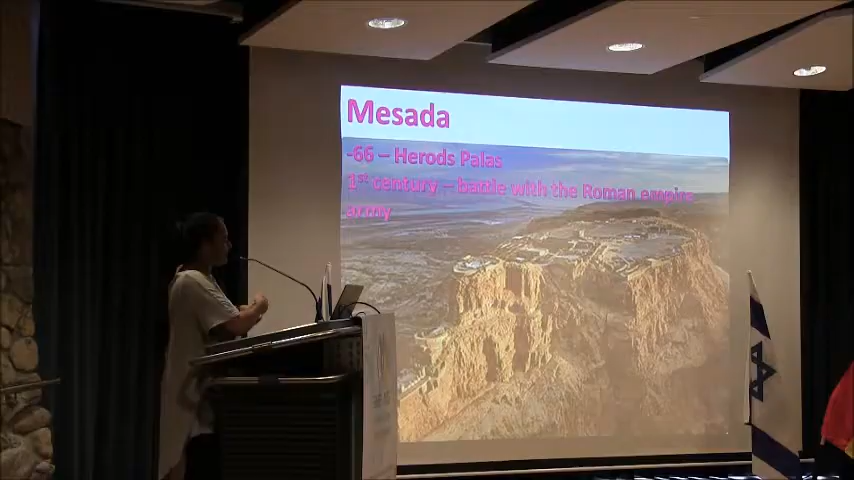 Mesada
-66 – Herods Palas
1st century – battle with the Roman empire
army